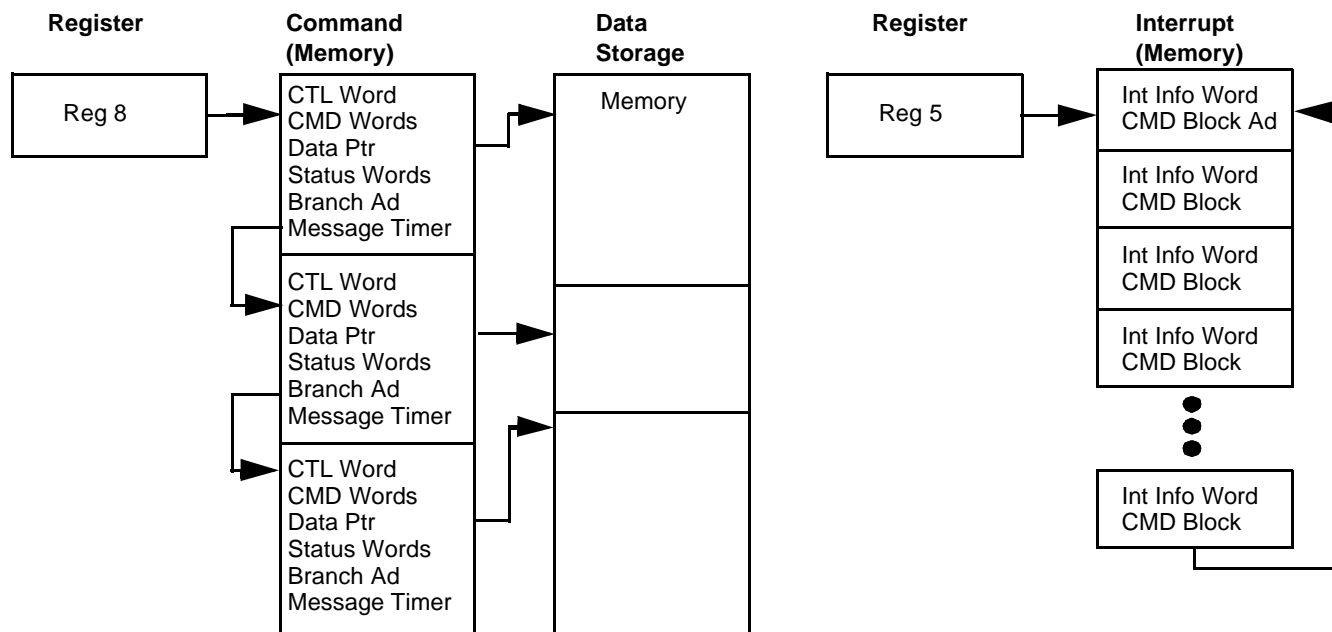 Register
Command
(Memory)
Data
Storage
Register
Interrupt
(Memory)
Reg 8
CTL Word
CMD Words
Data Ptr
Status Words
Branch Ad
Message Timer
CTL Word
CMD Words
Data Ptr
Status Words
Branch Ad
Message Timer
CTL Word
CMD Words
Data Ptr
Status Words
Branch Ad
Message Timer
Memory
Reg 5
Int Info Word
CMD Block Ad
Int Info Word
CMD Block
Int Info Word
CMD Block
Int Info Word
CMD Block
Int Info Word
CMD Block